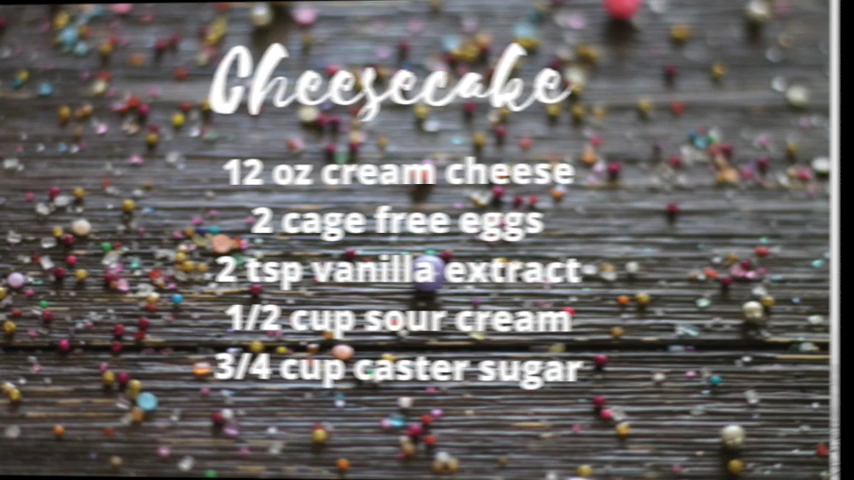 Cheesecake
12 oz cream cheese
2 cage free eggs
2 tsp vanilla extract
1/2 cup sour cream
3/4 cup caster sugar